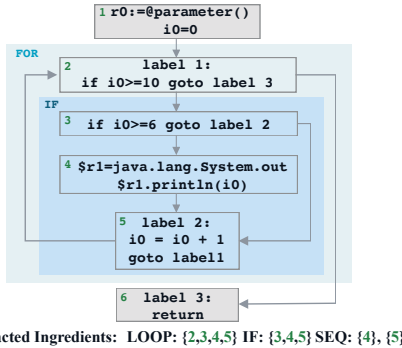 1 r0:=@parameter()
i0=0
FOR
2 label 1:
if i0>=10 goto label 3
IF
3 if i0>=6 goto label 2
4 $r1=java.lang.System.out
$r1.println(i0)
5 label 2:
i0 = i0 + 1
goto label1
6 label 3:
return
cted Ingredients: LOOP: {2,3,4,5} IF: {3,4,5} SEQ: {4}, {5}